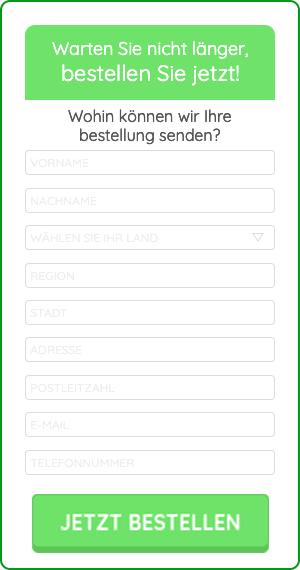 Warten Sie nicht länger,
bestellen Sie jetzt!
Wohin können wir Ihre
bestellung senden?
VORNAME
NACHNAME
WÄHLEN SIE IHR LAND
REGION
STADT
ADRESSE
POSTLEITZAHL
E-MAIL
TELEFONNUMMER
JETZT BESTELLEN